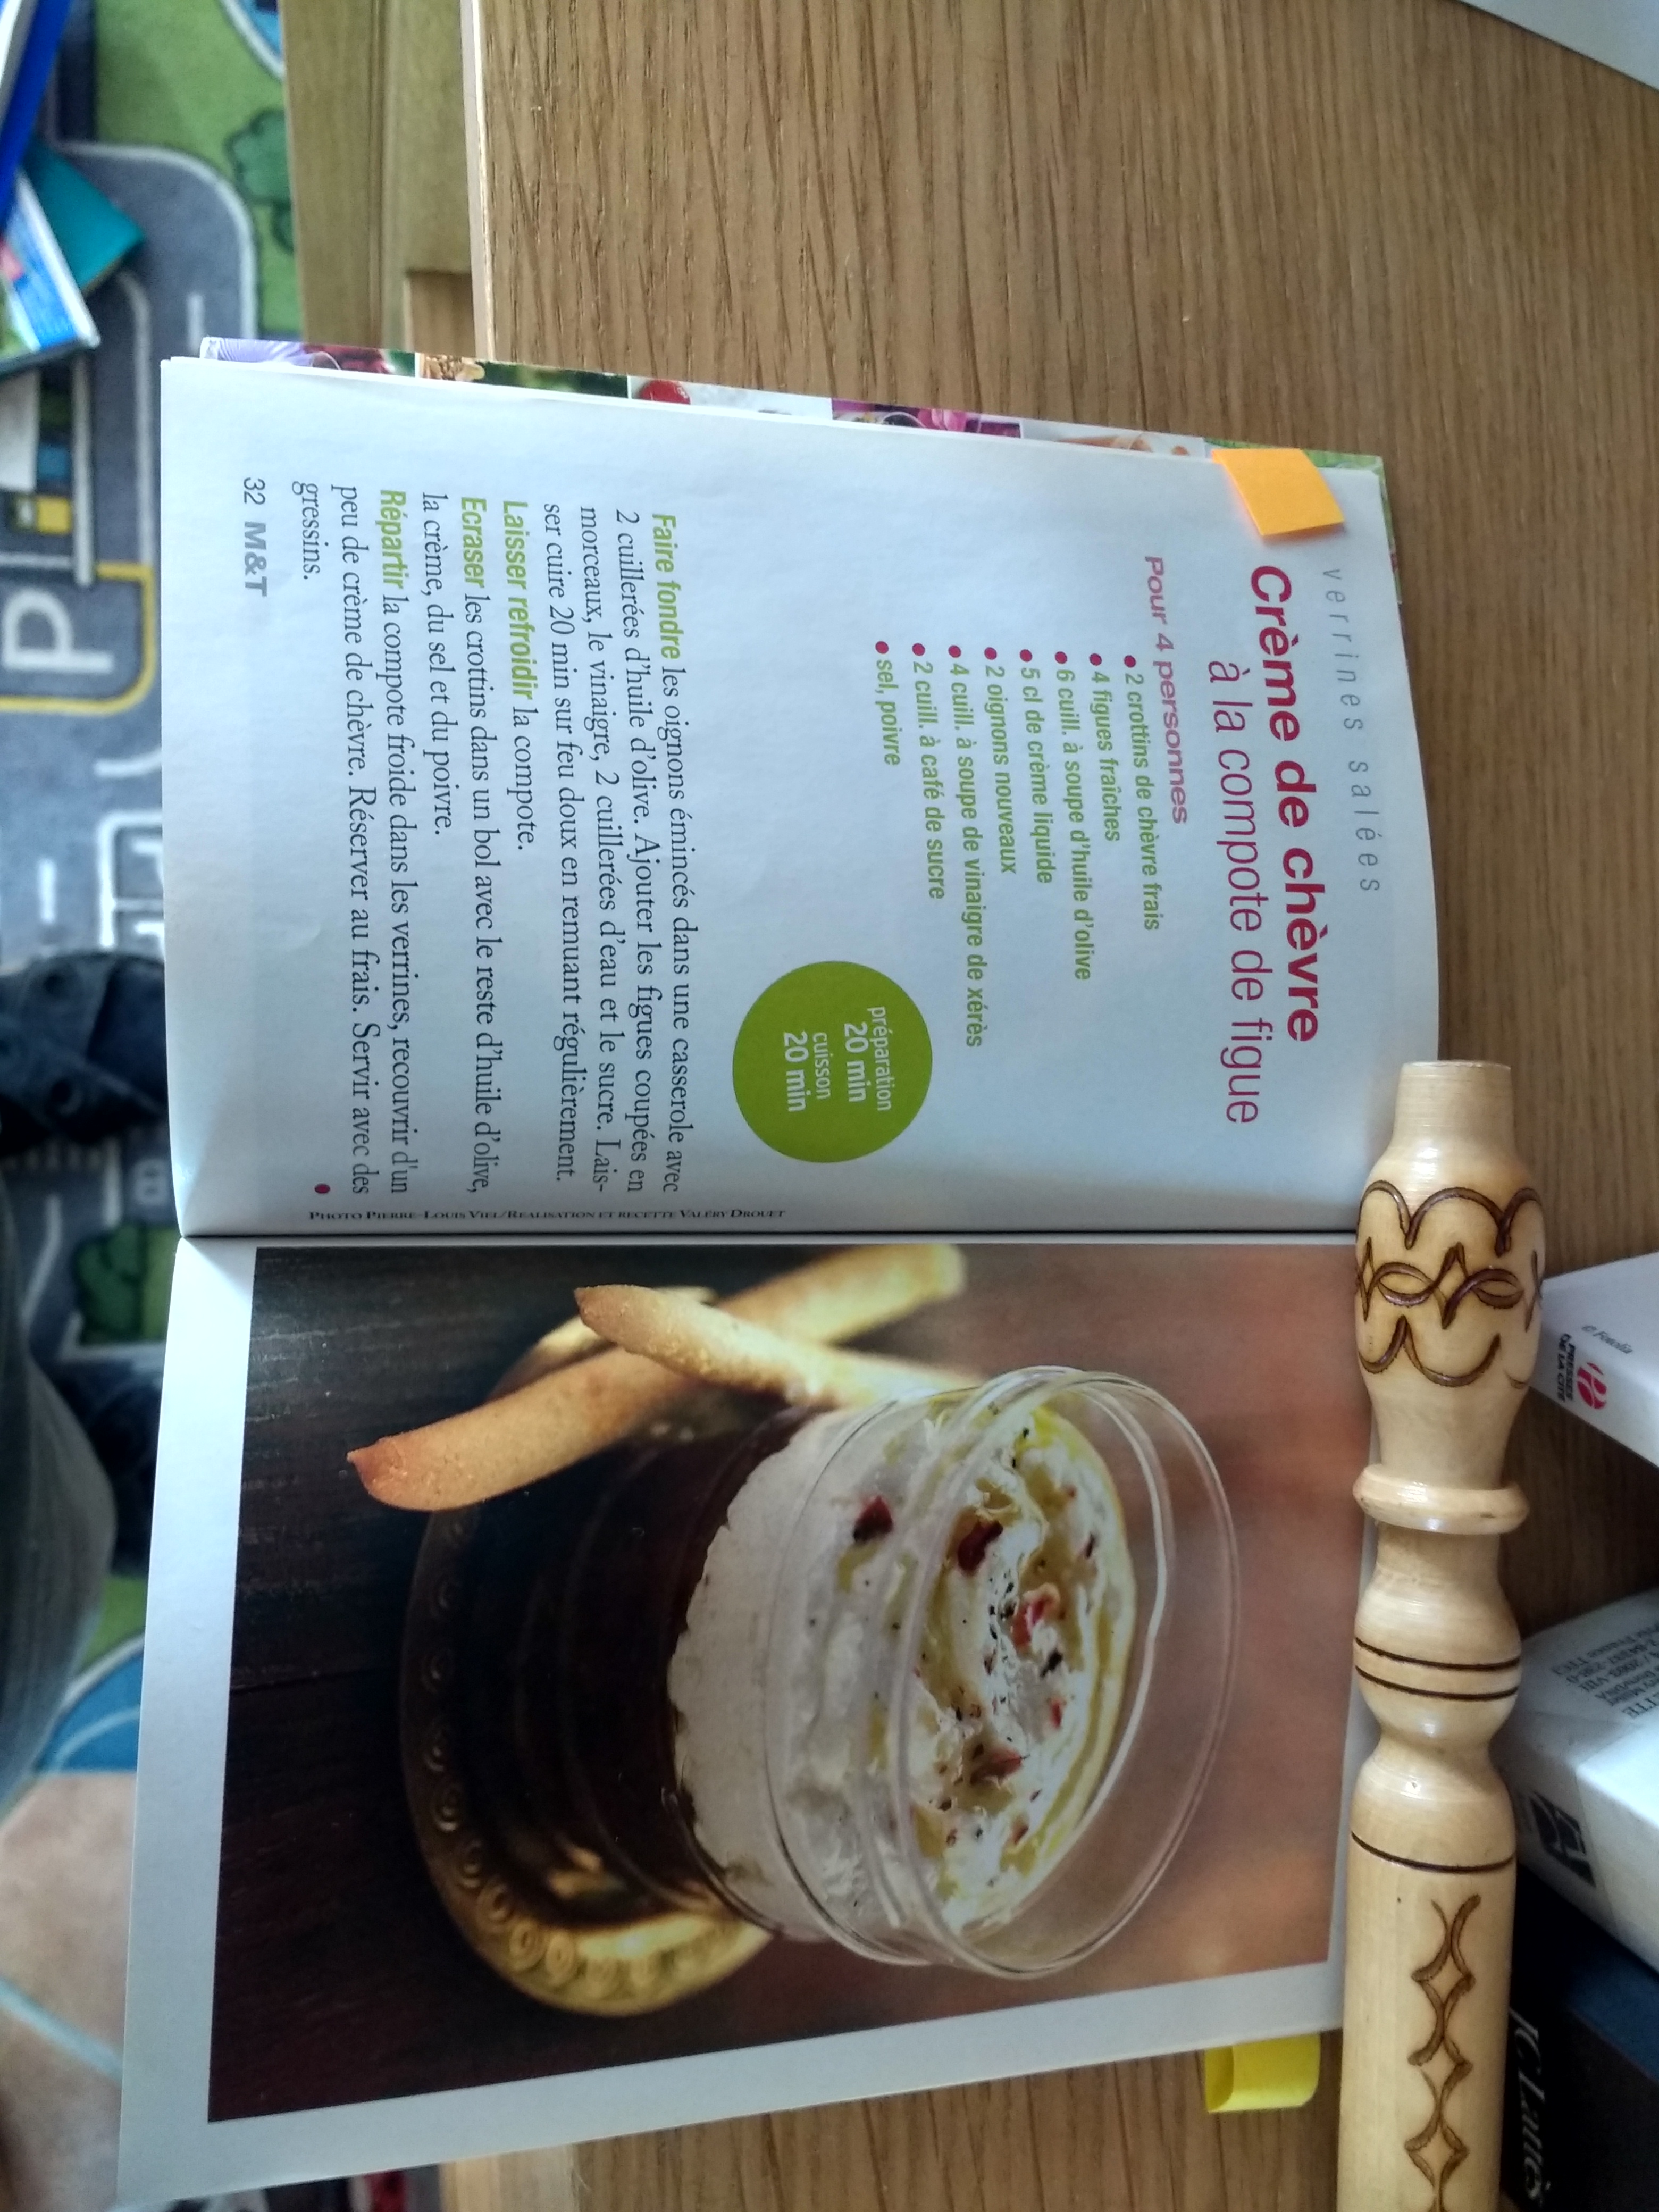 verrines salées
Crème de chèvre
à la compote de figue
Pour 4 personnes
• 2 crottins de chèvre frais
• 4 figues fraîches
• 6 cuill. à soupe d'huile d'olive
• 5 cl de crème liquide
• 2 oignons nouveaux
• 4 cuill. à soupe de vinaigre de xérès
• 2 cuill. à café de sucre
• sel, poivre
préparation
20 min
cuisson
20 min
Faire fondre les oignons émincés dans une casserole avec
2 cuillerées d'huile d'olive. Ajouter les figues coupées en
morceaux, le vinaigre, 2 cuillerées d'eau et le sucre. Lais-
ser cuire 20 min sur feu doux en remuant régulièrement.
Laisser refroidir la compote.
Ecraser les crottins dans un bol avec le reste d'huile d'olive,
la crème, du sel et du poivre.
Répartir la compote froide dans les verrines, recouvrir d'un
peu de crème de chèvre. Réserver au frais. Servir avec des
gressins.
32 M&T
PHOTO PIERRE-LOUIS VIEL/RÉALISATION ET RECETTE VALÉRY DROUET
© Fotolia
PRESSES
DE LA CITÉ
P